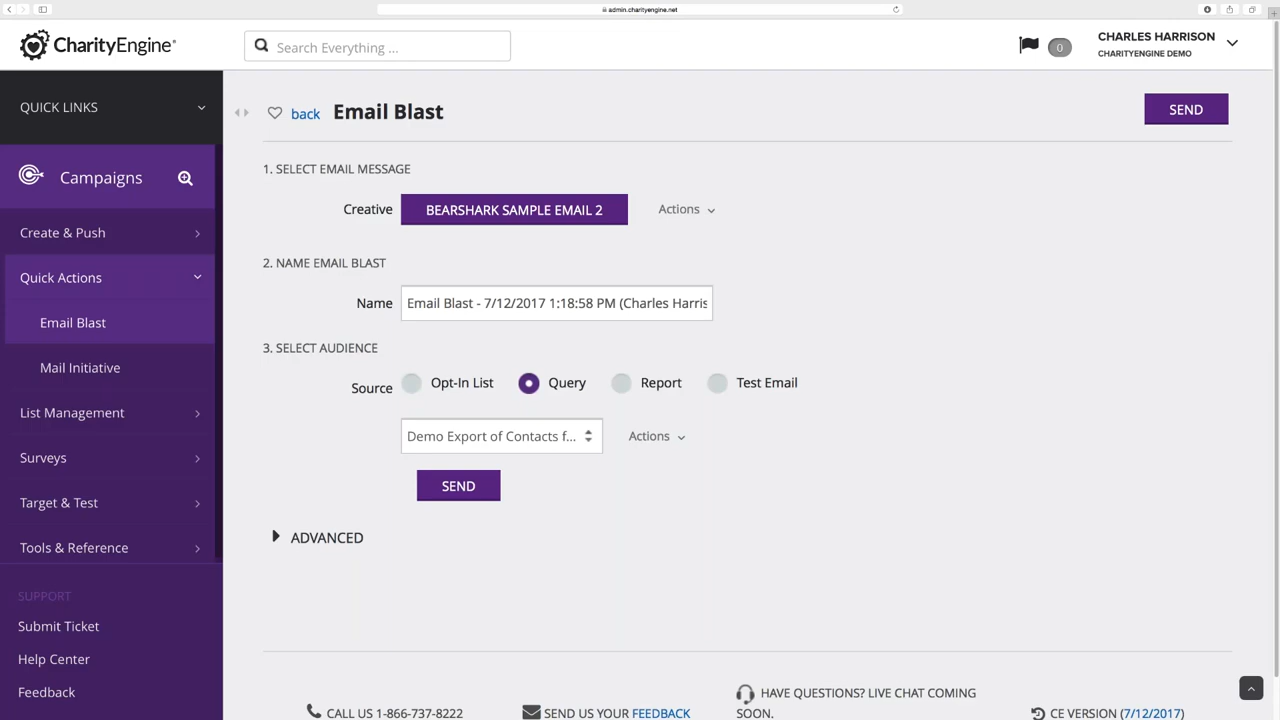 admin.charityengine.net
CharityEngine
Search Everything ...
0
CHARLES HARRISON
CHARITYENGINE DEMO
QUICK LINKS
Campaigns
Create & Push
Quick Actions
Email Blast
Mail Initiative
List Management
Surveys
Target & Test
Tools & Reference
SUPPORT
Submit Ticket
Help Center
Feedback
back Email Blast
SEND
1. SELECT EMAIL MESSAGE
Creative BEARSHARK SAMPLE EMAIL 2 Actions
2. NAME EMAIL BLAST
Name Email Blast - 7/12/2017 1:18:58 PM (Charles Harris
3. SELECT AUDIENCE
Source Opt-In List Query Report Test Email
Demo Export of Contacts f... Actions
SEND
ADVANCED
CALL US 1-866-737-8222
SEND US YOUR FEEDBACK
HAVE QUESTIONS? LIVE CHAT COMING
SOON.
CE VERSION (7/12/2017)